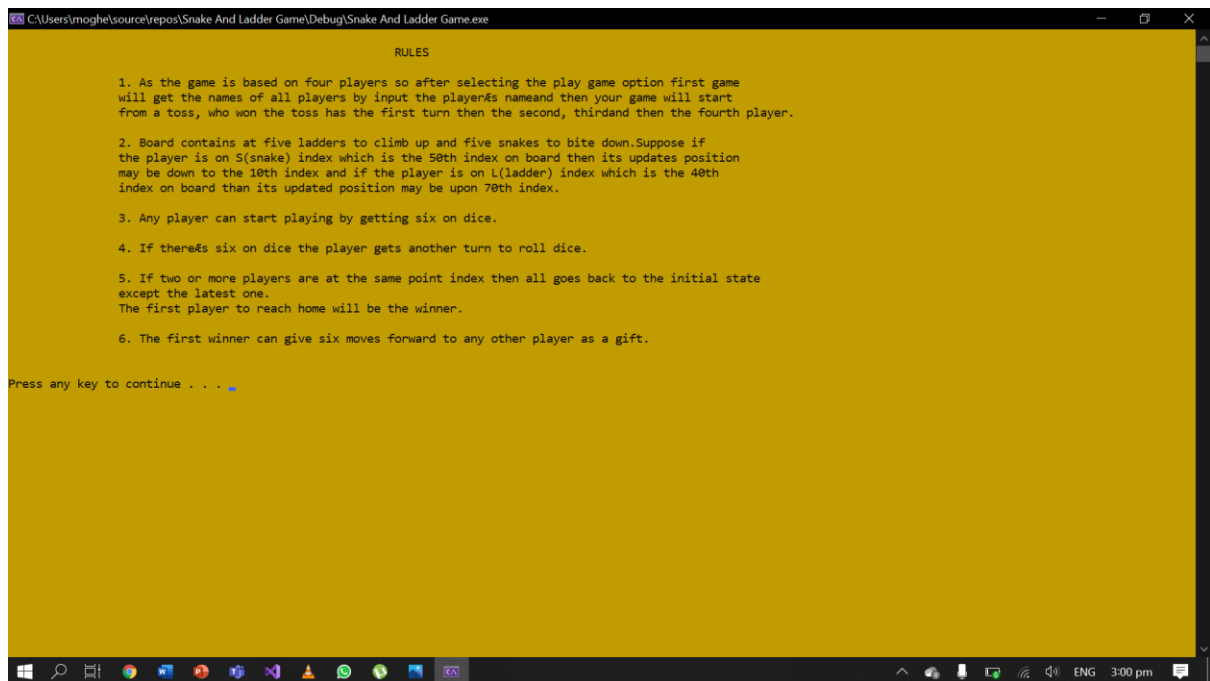 C:\Users\moghe\source\repos\Snake And Ladder Game\Debug\Snake And Ladder Game.exe
RULES
1. As the game is based on four players so after selecting the play game option first game
will get the names of all players by input the playerÆs nameand then your game will start
from a toss, who won the toss has the first turn then the second, thirdand then the fourth player.
2. Board contains at five ladders to climb up and five snakes to bite down.Suppose if
the player is on S(snake) index which is the 50th index on board then its updates position
may be down to the 10th index and if the player is on L(ladder) index which is the 40th
index on board than its updated position may be upon 70th index.
3. Any player can start playing by getting six on dice.
4. If thereÆs six on dice the player gets another turn to roll dice.
5. If two or more players are at the same point index then all goes back to the initial state
except the latest one.
The first player to reach home will be the winner.
6. The first winner can give six moves forward to any other player as a gift.
Press any key to continue . . .
ENG 3:00 pm